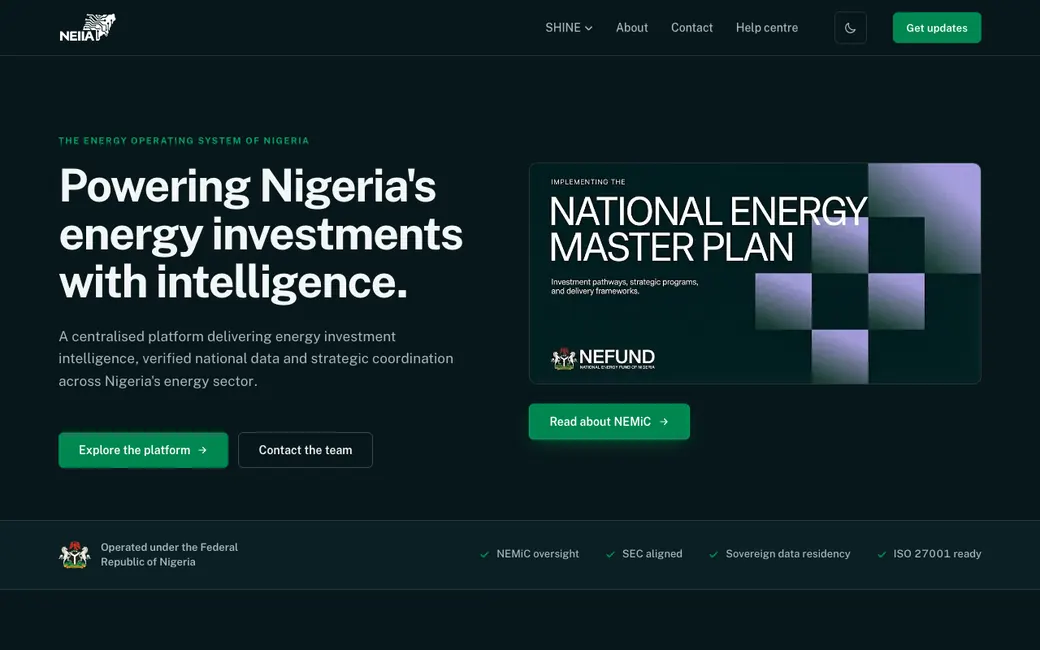 NEIIA
SHINE
About
Contact
Help centre
Get updates
THE ENERGY OPERATING SYSTEM OF NIGERIA
Powering Nigeria's
energy investments
with intelligence.
A centralised platform delivering energy investment
intelligence, verified national data and strategic coordination
across Nigeria's energy sector.
Explore the platform →
Contact the team
IMPLEMENTING THE
NATIONAL ENERGY
MASTER PLAN
Investment pathways, strategic programs,
and delivery frameworks.
NEFUND
NATIONAL ENERGY FUND OF NIGERIA
Read about NEMiC →
Operated under the Federal
Republic of Nigeria
NEMiC oversight
SEC aligned
Sovereign data residency
ISO 27001 ready